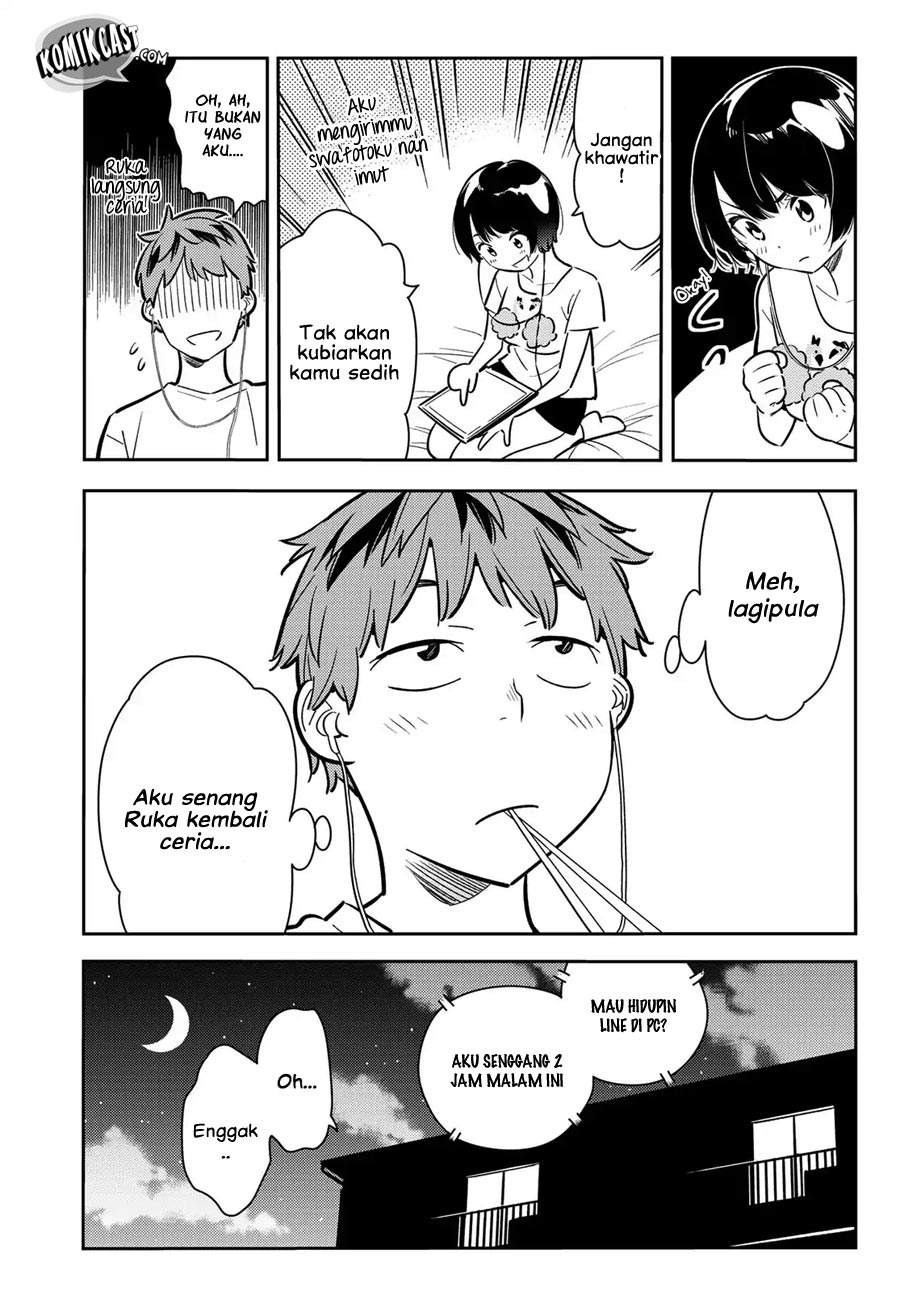 KOMIKCAST
.COM
Okay!
Jangan
khawatir
!
Aku
mengirimmu
swafotoku nan
imut
Tak akan
kubiarkan
kamu sedih
OH, AH,
ITU BUKAN
YANG
AKU....
Ruka
langsung
ceria!
Meh,
lagipula
Aku senang
Ruka kembali
ceria...
MAU HIDUPIN
LINE DI PC?
AKU SENGGANG 2
JAM MALAM INI
Oh...
Enggak
..